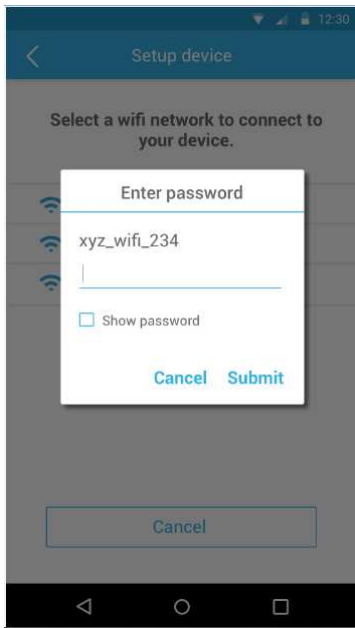 12:30
Setup device
Select a wifi network to connect to
your device.
Enter password
xyz_wifi_234
Show password
Cancel Submit
Cancel